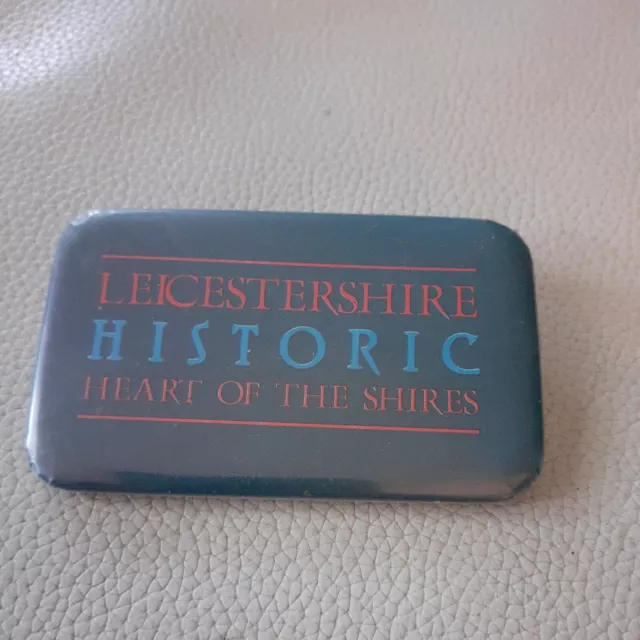 LEICESTERSHIRE
HISTORIC
HEART OF THE SHIRES